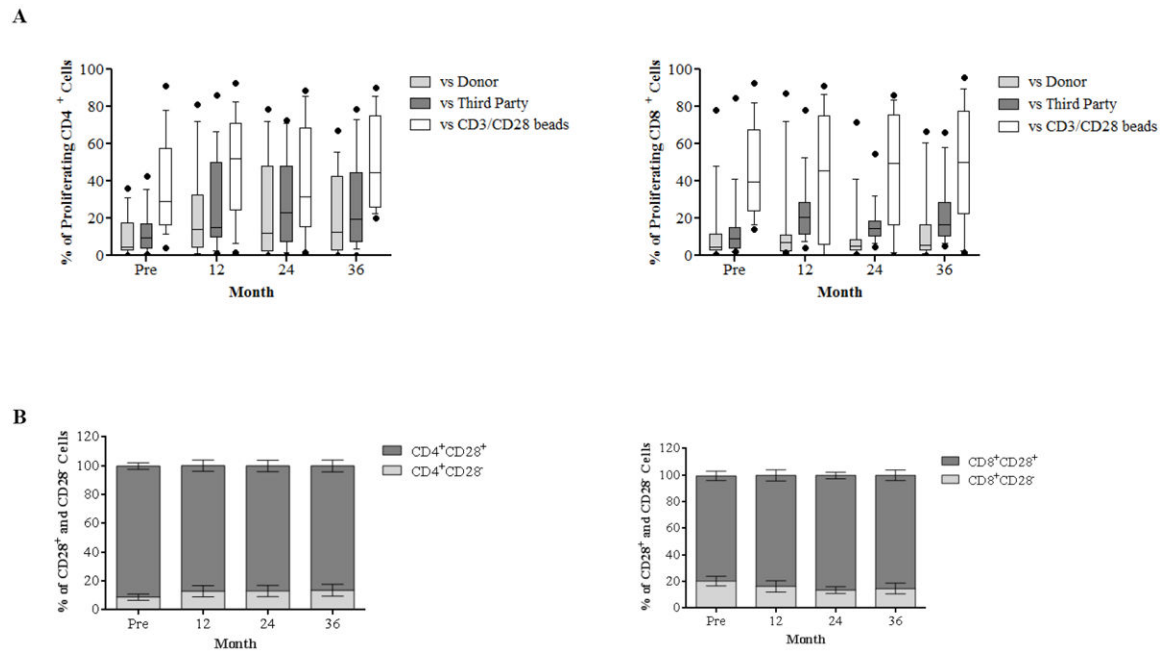 A
% of Proliferating CD4 + Cells
100
80
60
40
20
0
Pre
12
24
36
Month
vs Donor
vs Third Party
vs CD3/CD28 beads
% of Proliferating CD8 + Cells
100
80
60
40
20
0
Pre
12
24
36
Month
vs Donor
vs Third Party
vs CD3/CD28 beads
B
% of CD28⁺ and CD28⁻ Cells
120
100
80
60
40
20
0
Pre
12
24
36
Month
CD4⁺CD28⁺
CD4⁺CD28⁻
% of CD28⁺ and CD28⁻ Cells
120
100
80
60
40
20
0
Pre
12
24
36
Month
CD8⁺CD28⁺
CD8⁺CD28⁻